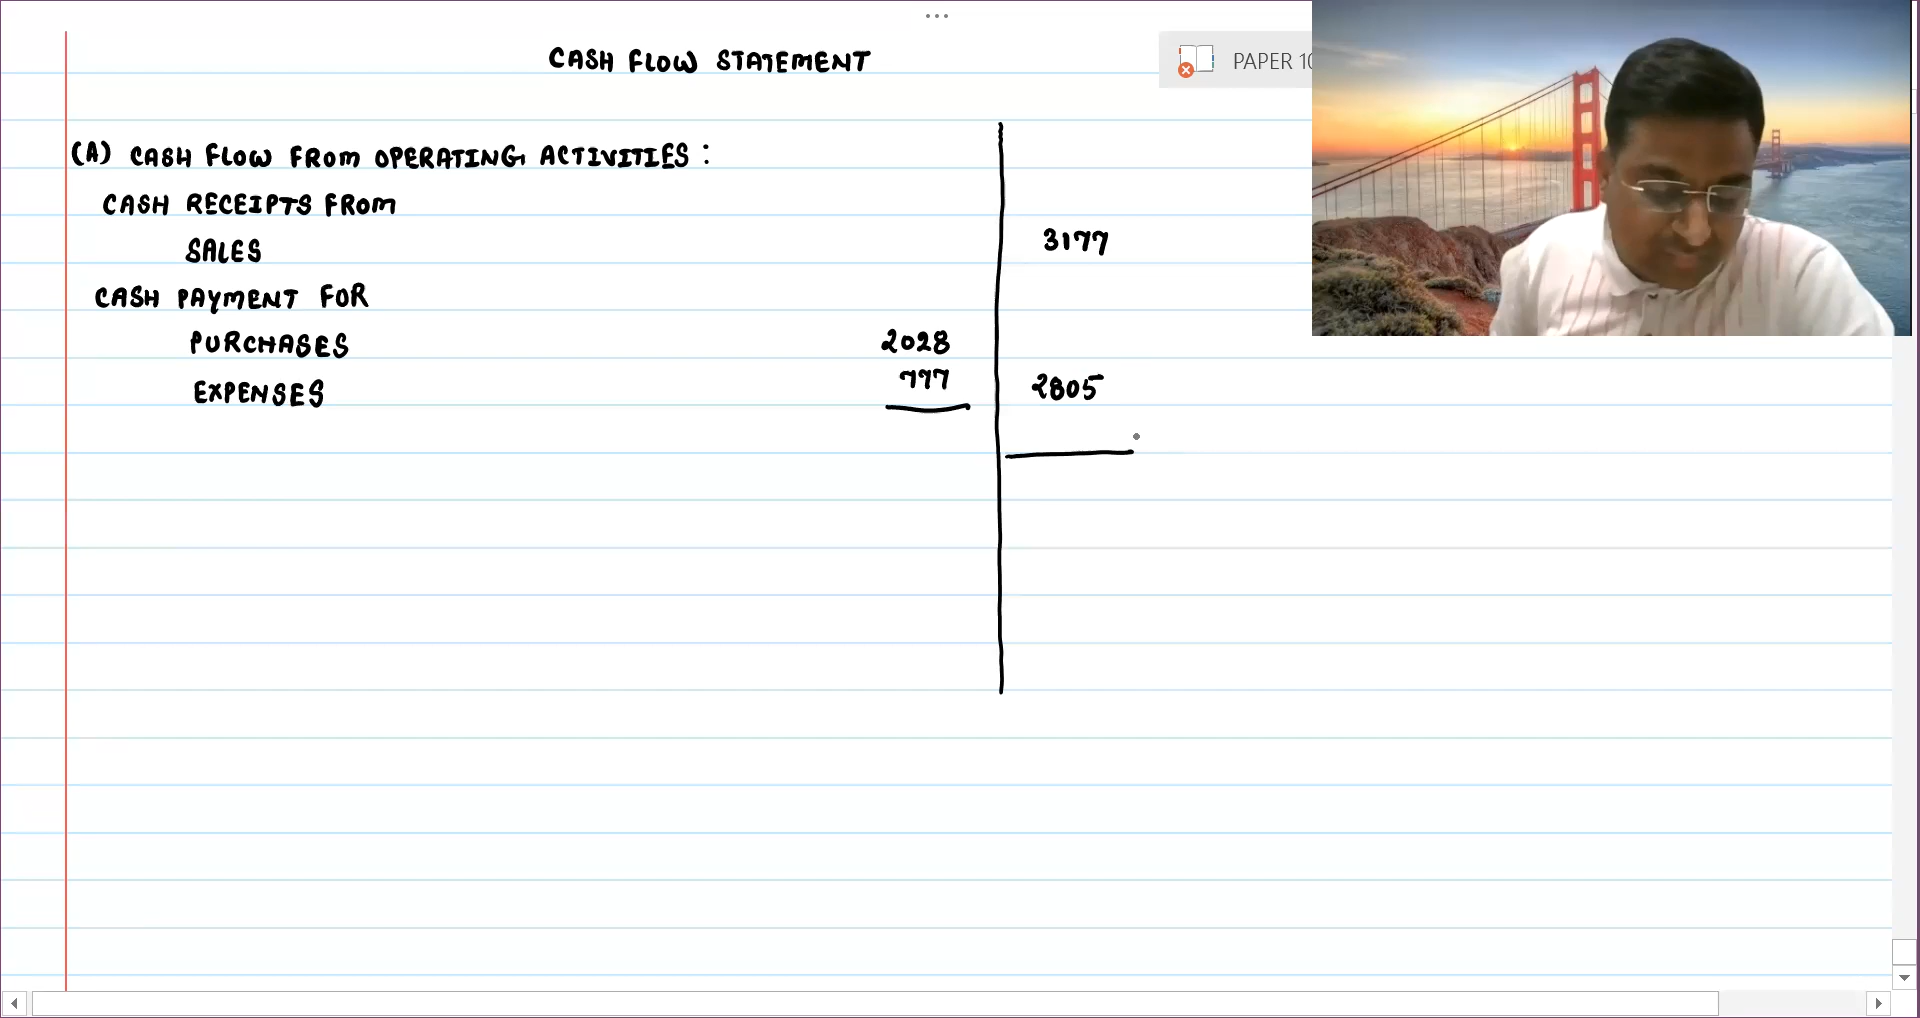 CASH FLOW STATEMENT
PAPER 10
(A) CASH FLOW FROM OPERATING ACTIVITIES :
CASH RECEIPTS FROM
SALES 3177
CASH PAYMENT FOR
PURCHASES 2028
EXPENSES 777 2805